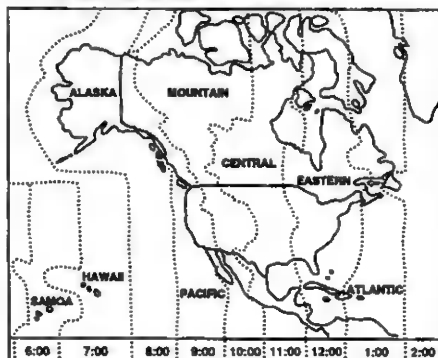 ALASKA
MOUNTAIN
CENTRAL
EASTERN
HAWAII
SAMOA
PACIFIC
ATLANTIC
6:00 7:00 8:00 9:00 10:00 11:00 12:00 1:00 2:00